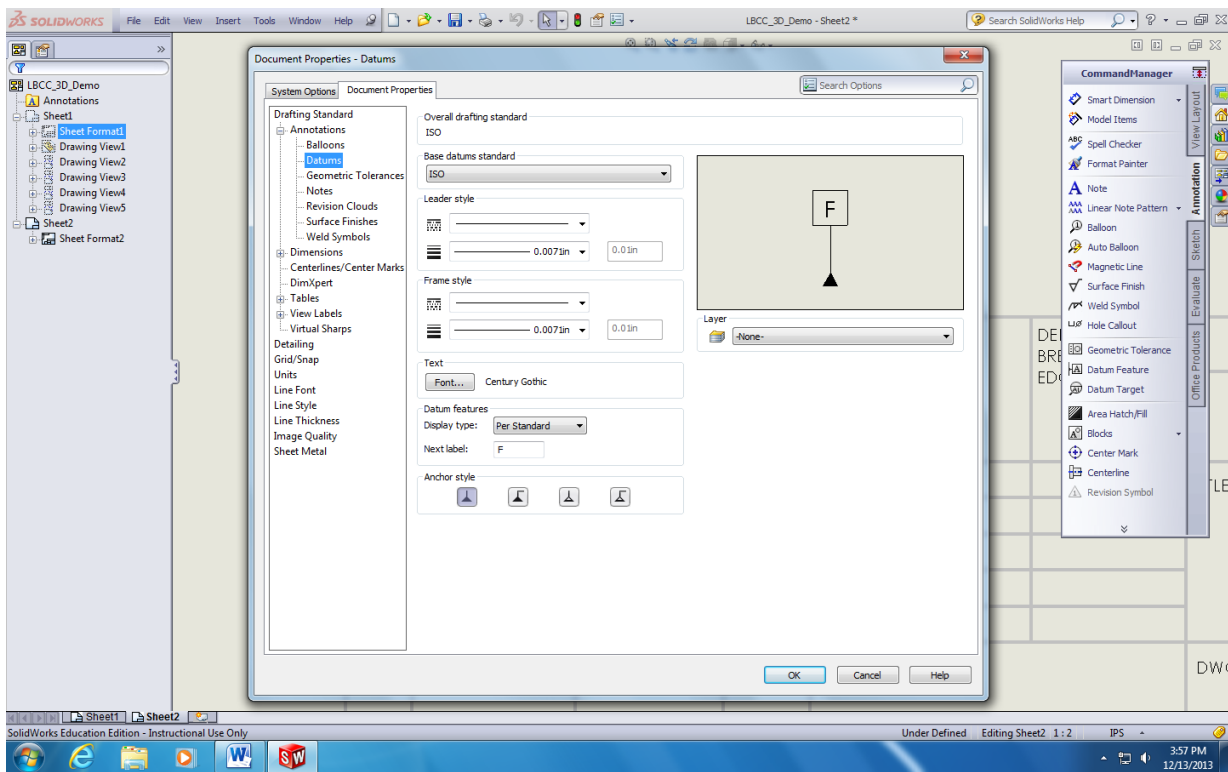 SOLIDWORKS File Edit View Insert Tools Window Help LBCC_3D_Demo - Sheet2 * Search SolidWorks Help
LBCC_3D_Demo
Annotations
Sheet1
Sheet Format1
Drawing View1
Drawing View2
Drawing View3
Drawing View4
Drawing View5
Sheet2
Sheet Format2
Document Properties - Datums
System Options Document Properties Search Options
Drafting Standard
Annotations
Balloons
Datums
Geometric Tolerances
Notes
Revision Clouds
Surface Finishes
Weld Symbols
Dimensions
Centerlines/Center Marks
DimXpert
Tables
View Labels
Virtual Sharps
Detailing
Grid/Snap
Units
Line Font
Line Style
Line Thickness
Image Quality
Sheet Metal
Overall drafting standard
ISO
Base datums standard
ISO
Leader style
0.0071in 0.01in
Frame style
0.0071in 0.01in
Text
Font... Century Gothic
Datum features
Display type: Per Standard
Next label: F
Anchor style
F
Layer
-None-
OK Cancel Help
CommandManager
Smart Dimension
Model Items
Spell Checker
Format Painter
A Note
Linear Note Pattern
Balloon
Auto Balloon
Magnetic Line
Surface Finish
Weld Symbol
Hole Callout
Geometric Tolerance
Datum Feature
Datum Target
Area Hatch/Fill
Blocks
Center Mark
Centerline
Revision Symbol
View Layout
Annotation
Sketch
Evaluate
Office Products
Sheet1 Sheet2
SolidWorks Education Edition - Instructional Use Only Under Defined Editing Sheet2 1 : 2 IPS
3:57 PM
12/13/2013